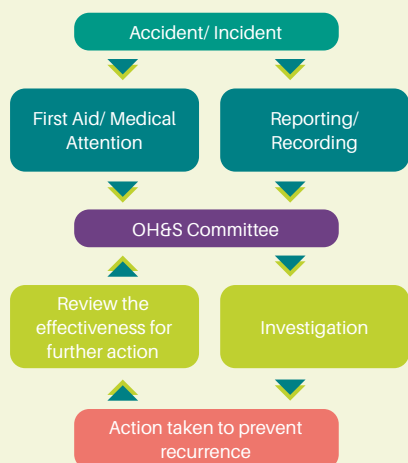 Accident/ Incident
First Aid/ Medical
Attention
Reporting/
Recording
OH&S Committee
Review the
effectiveness for
further action
Investigation
Action taken to prevent
recurrence